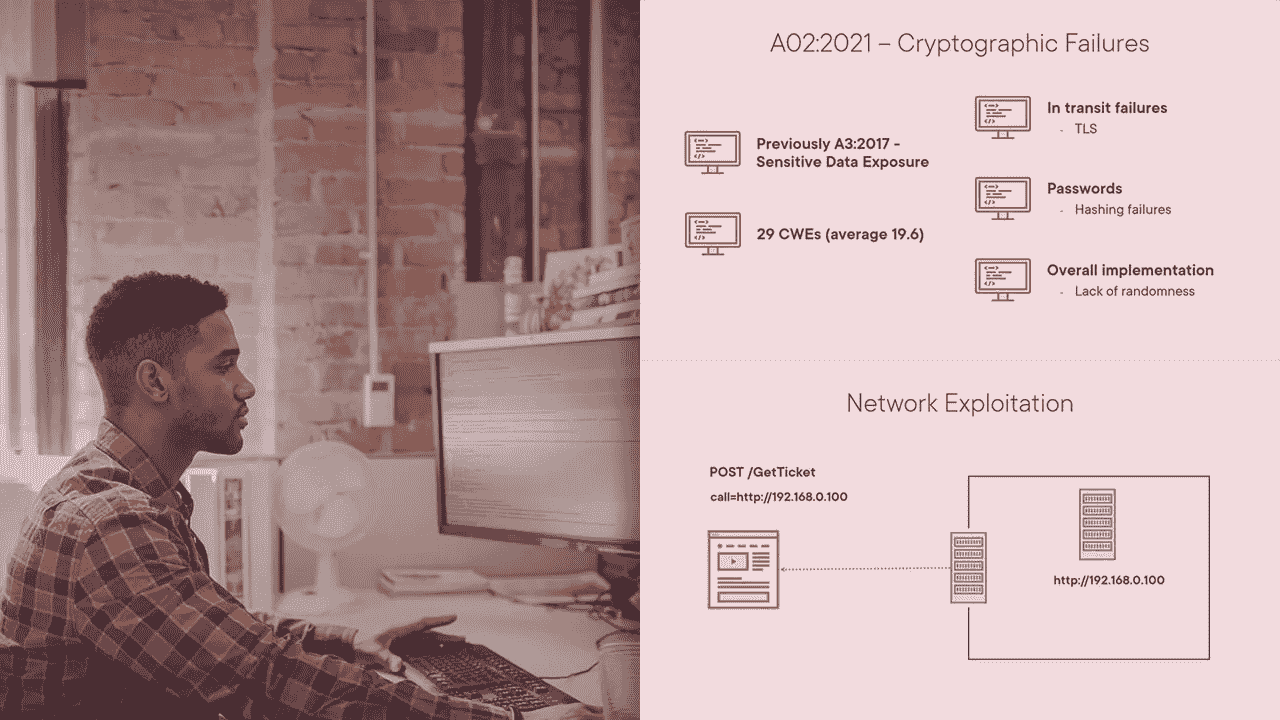 A02:2021 – Cryptographic Failures
Previously A3:2017 -
Sensitive Data Exposure
29 CWEs (average 19.6)
In transit failures
- TLS
Passwords
- Hashing failures
Overall implementation
- Lack of randomness
Network Exploitation
POST /GetTicket
call=http://192.168.0.100
http://192.168.0.100